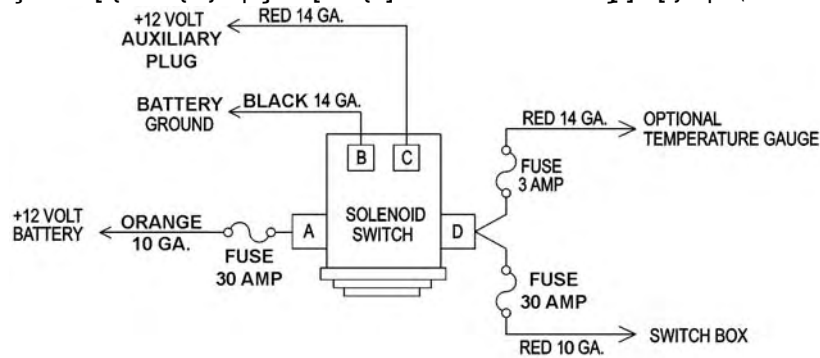 +12 VOLT
AUXILIARY
PLUG
RED 14 GA.
BATTERY
GROUND
BLACK 14 GA.
B
C
RED 14 GA.
OPTIONAL
TEMPERATURE GAUGE
FUSE
3 AMP
+12 VOLT
BATTERY
ORANGE
10 GA.
FUSE
30 AMP
A
SOLENOID
SWITCH
D
FUSE
30 AMP
RED 10 GA.
SWITCH BOX